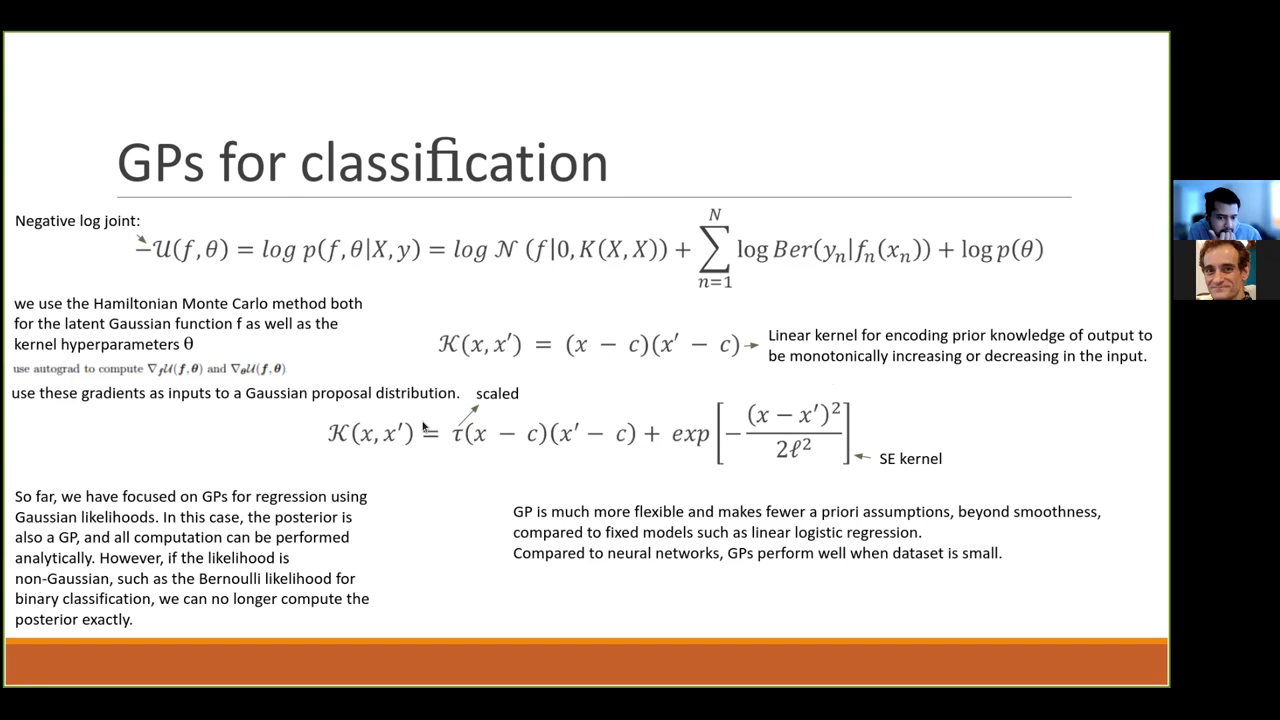 GPs for classification
Negative log joint:
−𝒰(f, θ) = log p(f, θ|X, y) = log 𝒩 (f|0, K(X, X)) + ∑_{n=1}^{N} log Ber(y_n|f_n(x_n)) + log p(θ)
we use the Hamiltonian Monte Carlo method both
for the latent Gaussian function f as well as the
kernel hyperparameters θ
use autograd to compute ∇_f 𝒰(f, θ) and ∇_θ 𝒰(f, θ)
use these gradients as inputs to a Gaussian proposal distribution.
𝒦(x, x′) = (x − c)(x′ − c)
Linear kernel for encoding prior knowledge of output to
be monotonically increasing or decreasing in the input.
scaled
𝒦(x, x′) = τ(x − c)(x′ − c) + exp[−(x − x′)²/2ℓ²]
SE kernel
So far, we have focused on GPs for regression using
Gaussian likelihoods. In this case, the posterior is
also a GP, and all computation can be performed
analytically. However, if the likelihood is
non-Gaussian, such as the Bernoulli likelihood for
binary classification, we can no longer compute the
posterior exactly.
GP is much more flexible and makes fewer a priori assumptions, beyond smoothness,
compared to fixed models such as linear logistic regression.
Compared to neural networks, GPs perform well when dataset is small.